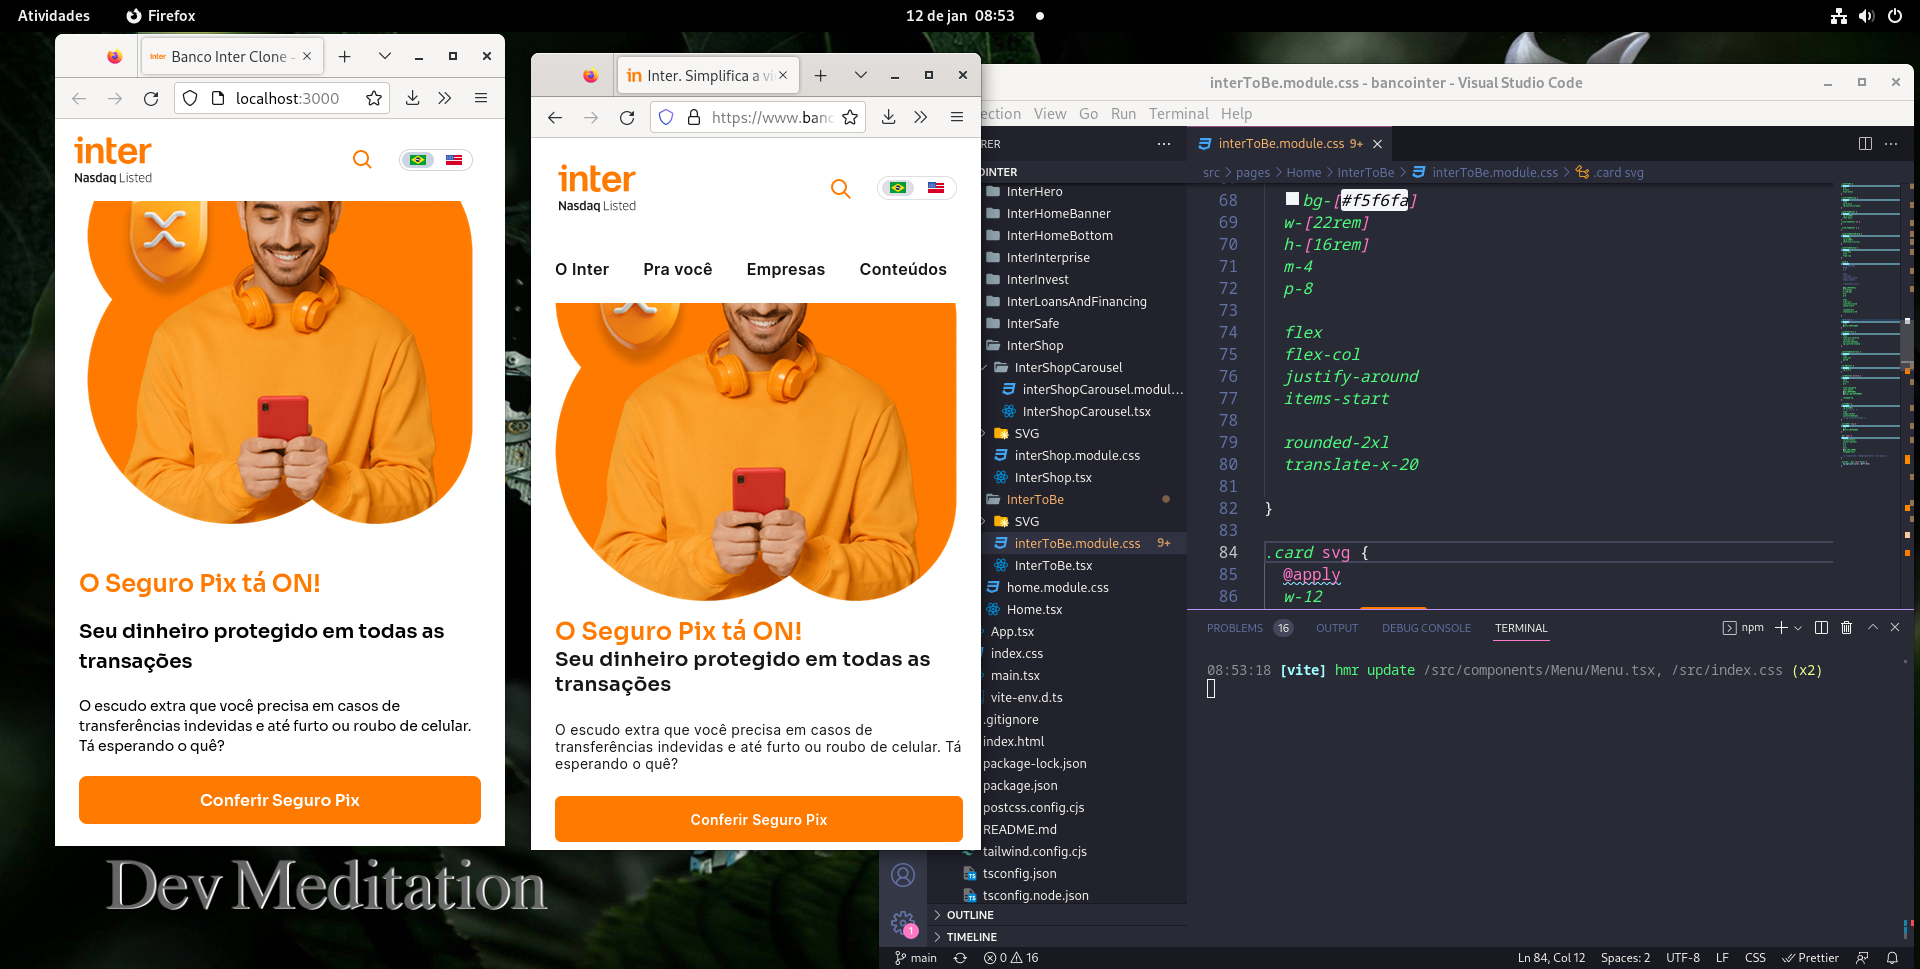 Atividades
Firefox
12 de jan 08:53
inter Banco Inter Clone -
localhost:3000
inter
Nasdaq Listed
O Seguro Pix tá ON!
Seu dinheiro protegido em todas as
transações
O escudo extra que você precisa em casos de
transferências indevidas e até furto ou roubo de celular.
Tá esperando o quê?
Conferir Seguro Pix
in Inter. Simplifica a vi
https://www.banc
inter
Nasdaq Listed
O Inter Pra você Empresas Conteúdos
O Seguro Pix tá ON!
Seu dinheiro protegido em todas as
transações
O escudo extra que você precisa em casos de
transferências indevidas e até furto ou roubo de celular. Tá
esperando o quê?
Conferir Seguro Pix
Dev Meditation
interToBe.module.css - bancointer - Visual Studio Code
ection View Go Run Terminal Help
RER ···
OINTER
InterHero
InterHomeBanner
InterHomeBottom
InterInterprise
InterInvest
InterLoansAndFinancing
InterSafe
InterShop
InterShopCarousel
interShopCarousel.modul...
InterShopCarousel.tsx
SVG
interShop.module.css
InterShop.tsx
InterToBe
SVG
interToBe.module.css 9+
InterToBe.tsx
home.module.css
Home.tsx
App.tsx
index.css
main.tsx
vite-env.d.ts
.gitignore
index.html
package-lock.json
package.json
postcss.config.cjs
README.md
tailwind.config.cjs
tsconfig.json
tsconfig.node.json
OUTLINE
TIMELINE
1
interToBe.module.css 9+
src > pages > Home > InterToBe > interToBe.module.css > .card svg
68 bg-[#f5f6fa]
69 w-[22rem]
70 h-[16rem]
71 m-4
72 p-8
73
74 flex
75 flex-col
76 justify-around
77 items-start
78
79 rounded-2xl
80 translate-x-20
81
82 }
83
84 .card svg {
85 @apply
86 w-12
PROBLEMS 16 OUTPUT DEBUG CONSOLE TERMINAL
npm
08:53:18 [vite] hmr update /src/components/Menu/Menu.tsx, /src/index.css (x2)
main 0 16
Ln 84, Col 12 Spaces: 2 UTF-8 LF CSS Prettier